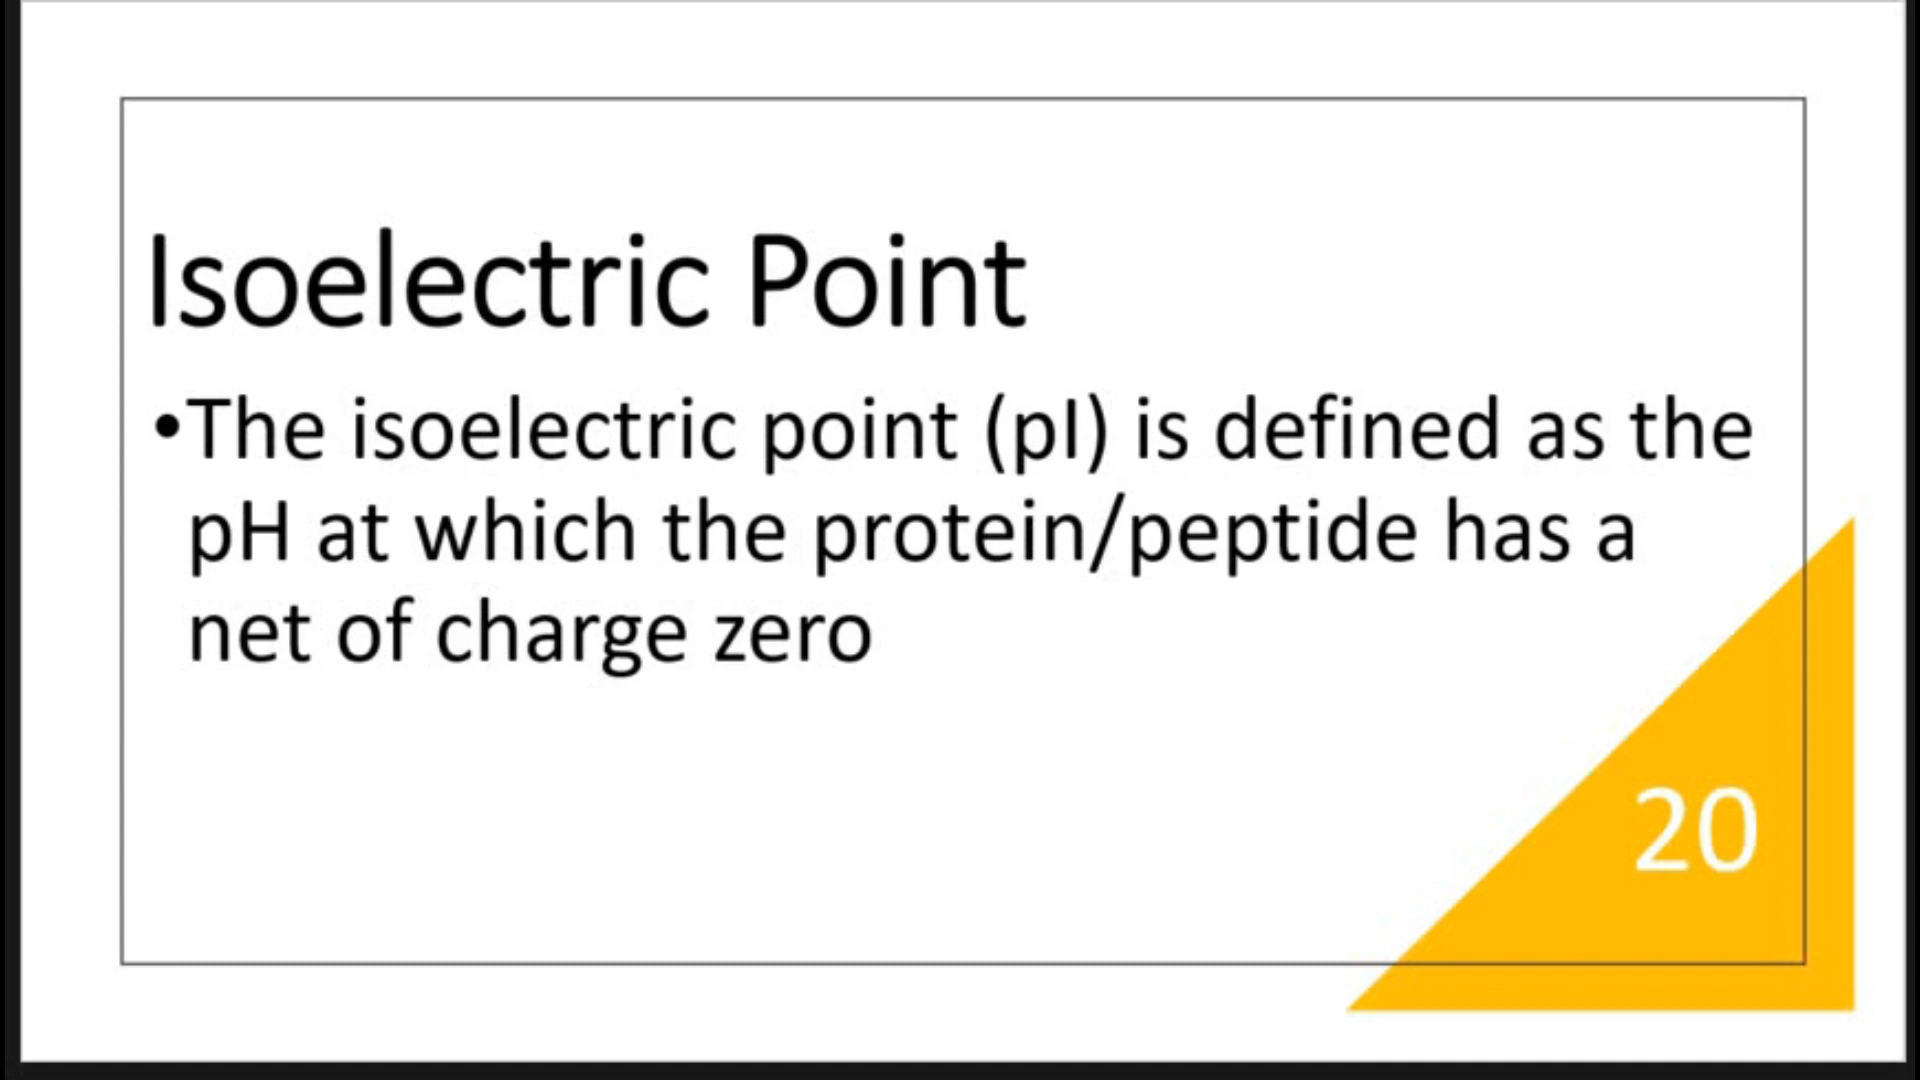 Isoelectric Point
•The isoelectric point (pI) is defined as the
pH at which the protein/peptide has a
net of charge zero
20